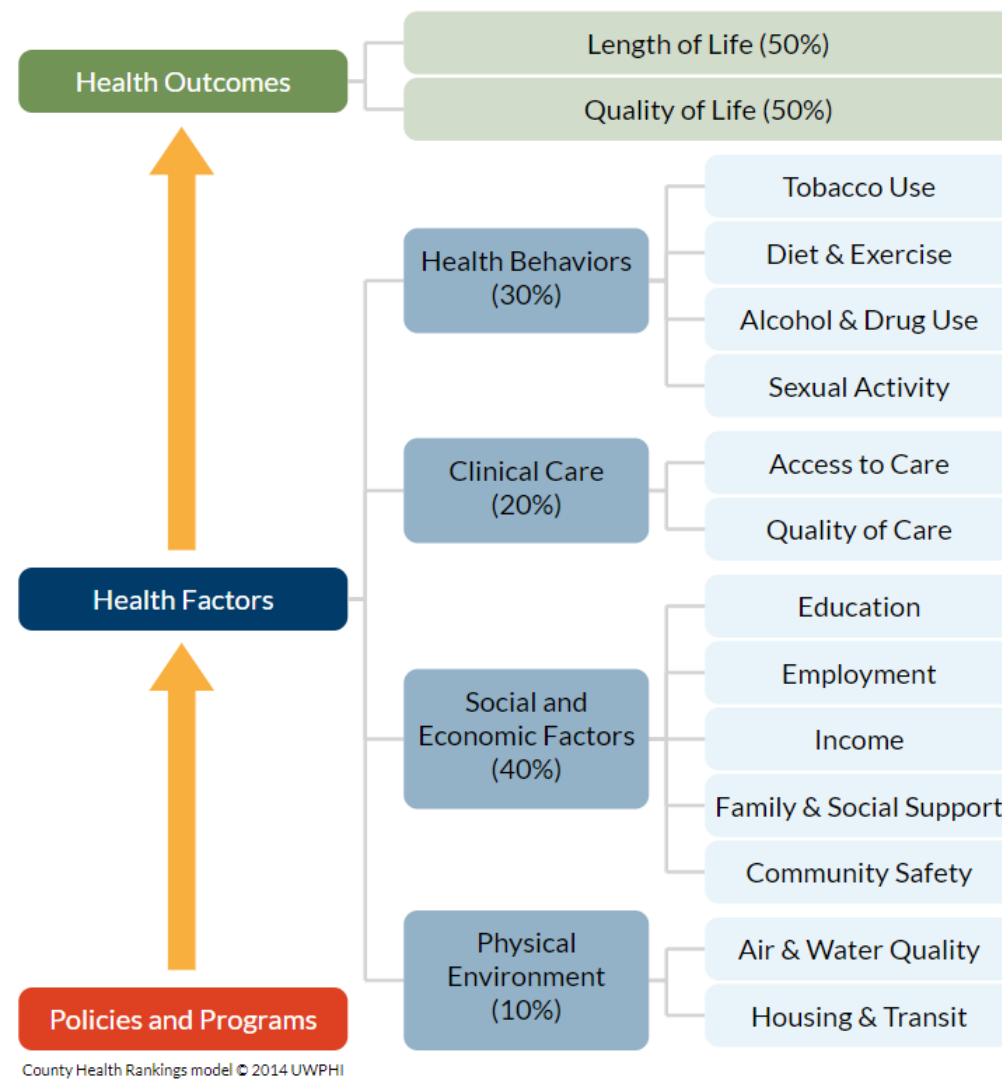 Health Outcomes
Length of Life (50%)
Quality of Life (50%)
Health Factors
Health Behaviors
(30%)
Tobacco Use
Diet & Exercise
Alcohol & Drug Use
Sexual Activity
Clinical Care
(20%)
Access to Care
Quality of Care
Social and
Economic Factors
(40%)
Education
Employment
Income
Family & Social Support
Community Safety
Physical
Environment
(10%)
Air & Water Quality
Housing & Transit
Policies and Programs
County Health Rankings model © 2014 UWPHI